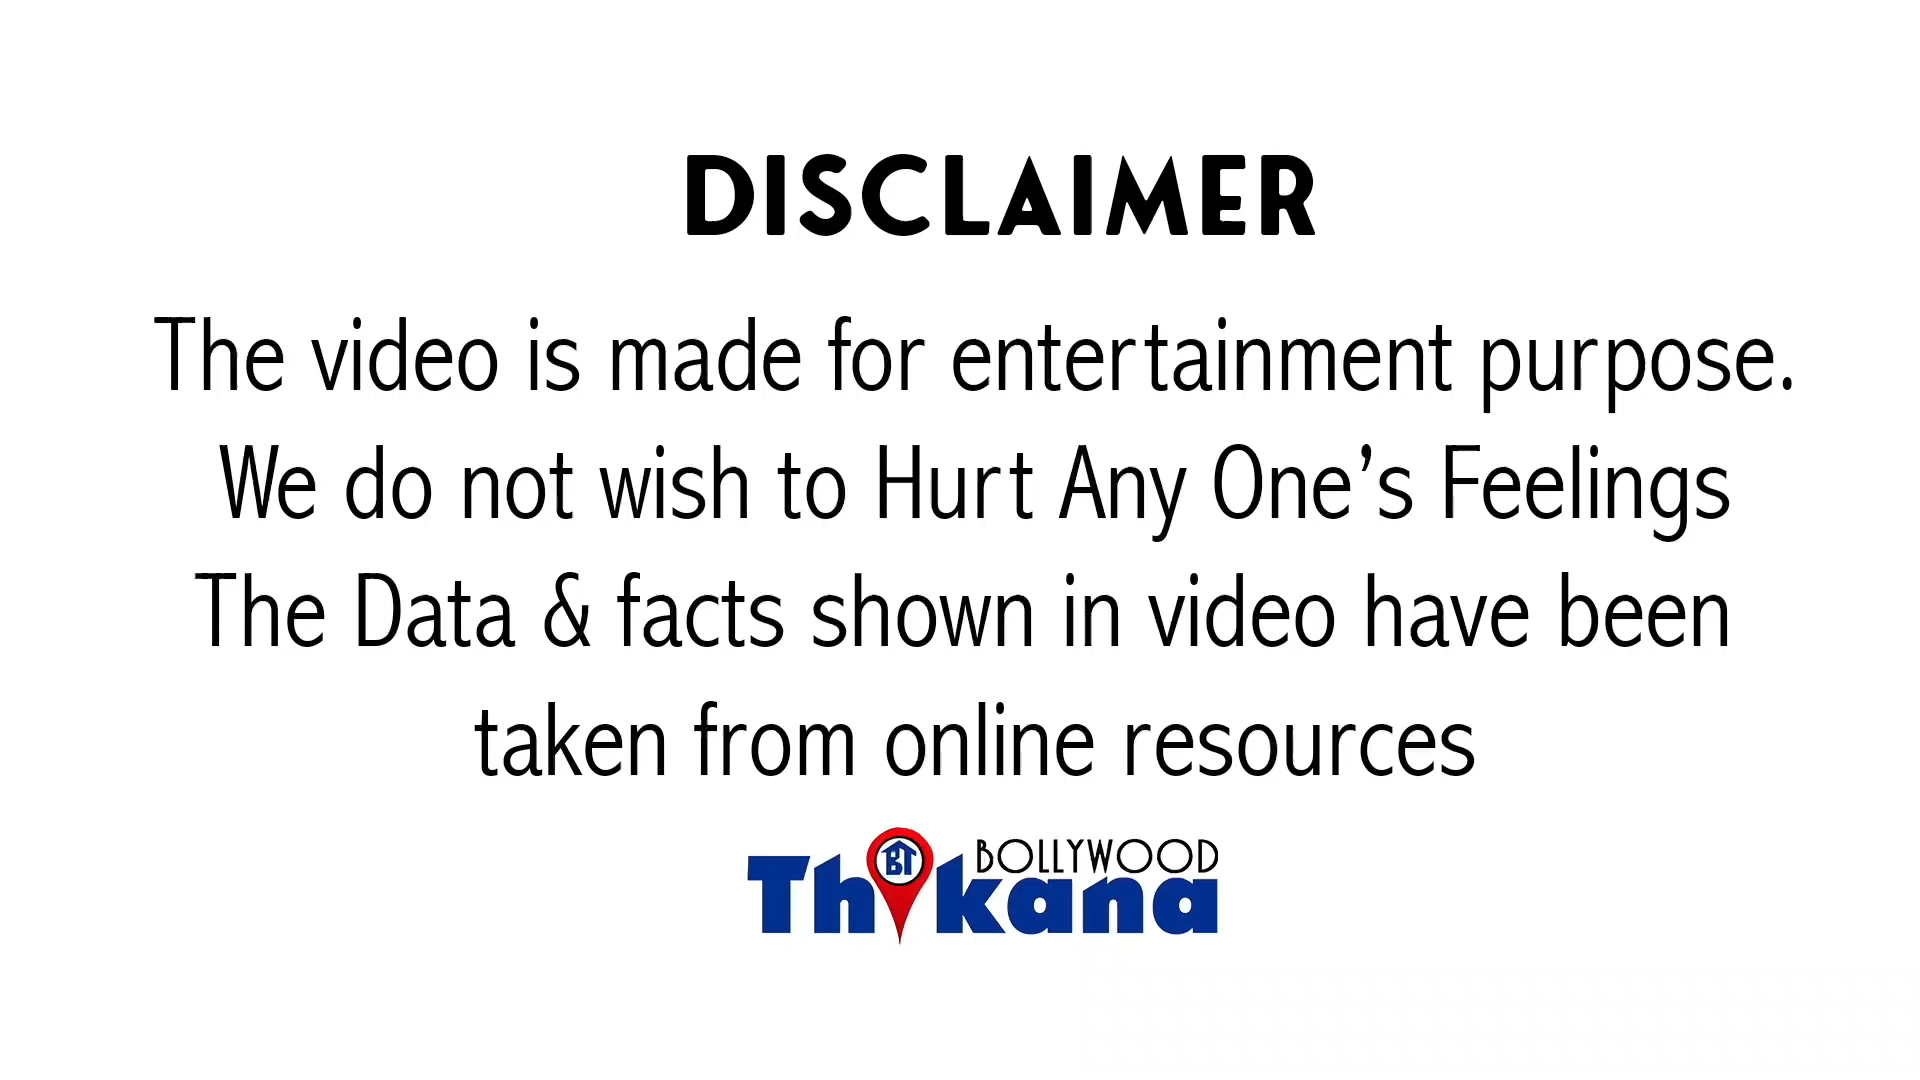 DISCLAIMER
The video is made for entertainment purpose.
We do not wish to Hurt Any One’s Feelings
The Data & facts shown in video have been
taken from online resources
BT
BOLLYWOOD
Thikana